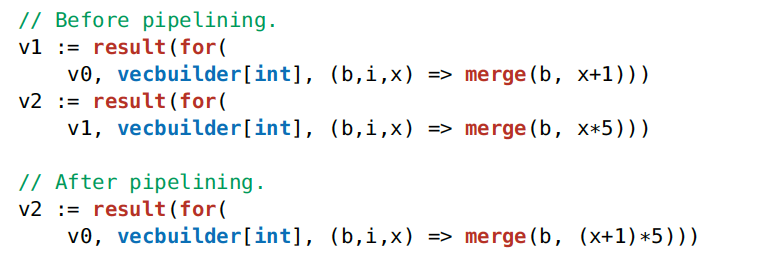 // Before pipelining.
v1 := result(for(
    v0, vecbuilder[int], (b,i,x) => merge(b, x+1)))
v2 := result(for(
    v1, vecbuilder[int], (b,i,x) => merge(b, x*5)))

// After pipelining.
v2 := result(for(
    v0, vecbuilder[int], (b,i,x) => merge(b, (x+1)*5)))